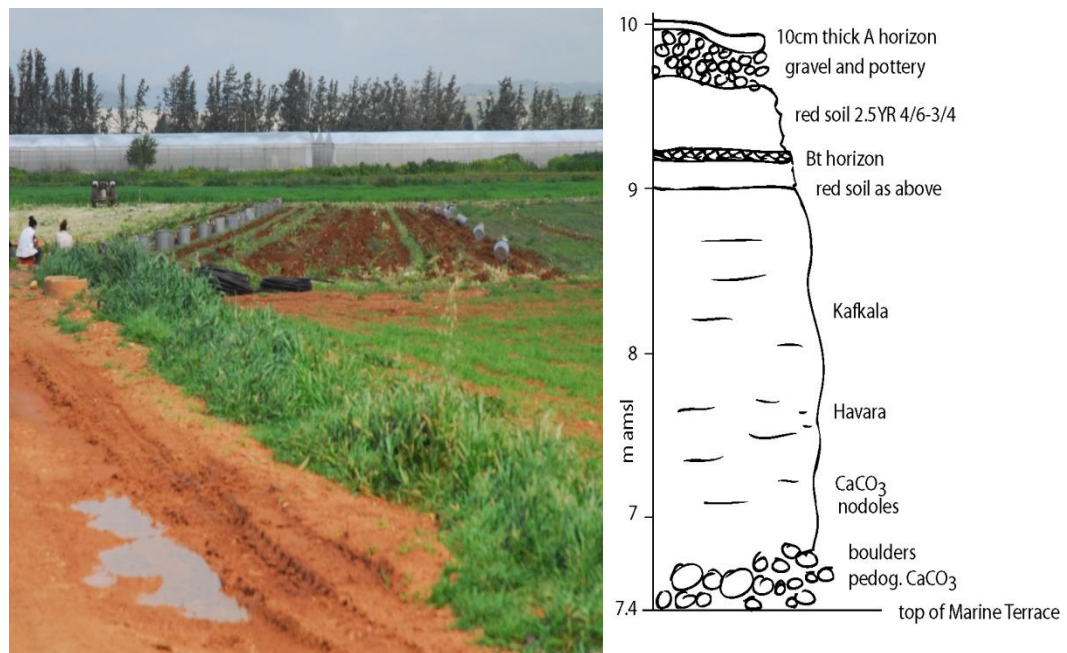 10
10cm thick A horizon
gravel and pottery
red soil 2.5YR 4/6-3/4
Bt horizon
9
red soil as above
Kafkala
8
Havara
m amsl
CaCO3
nodoles
7
boulders
pedog. CaCO3
7.4
top of Marine Terrace